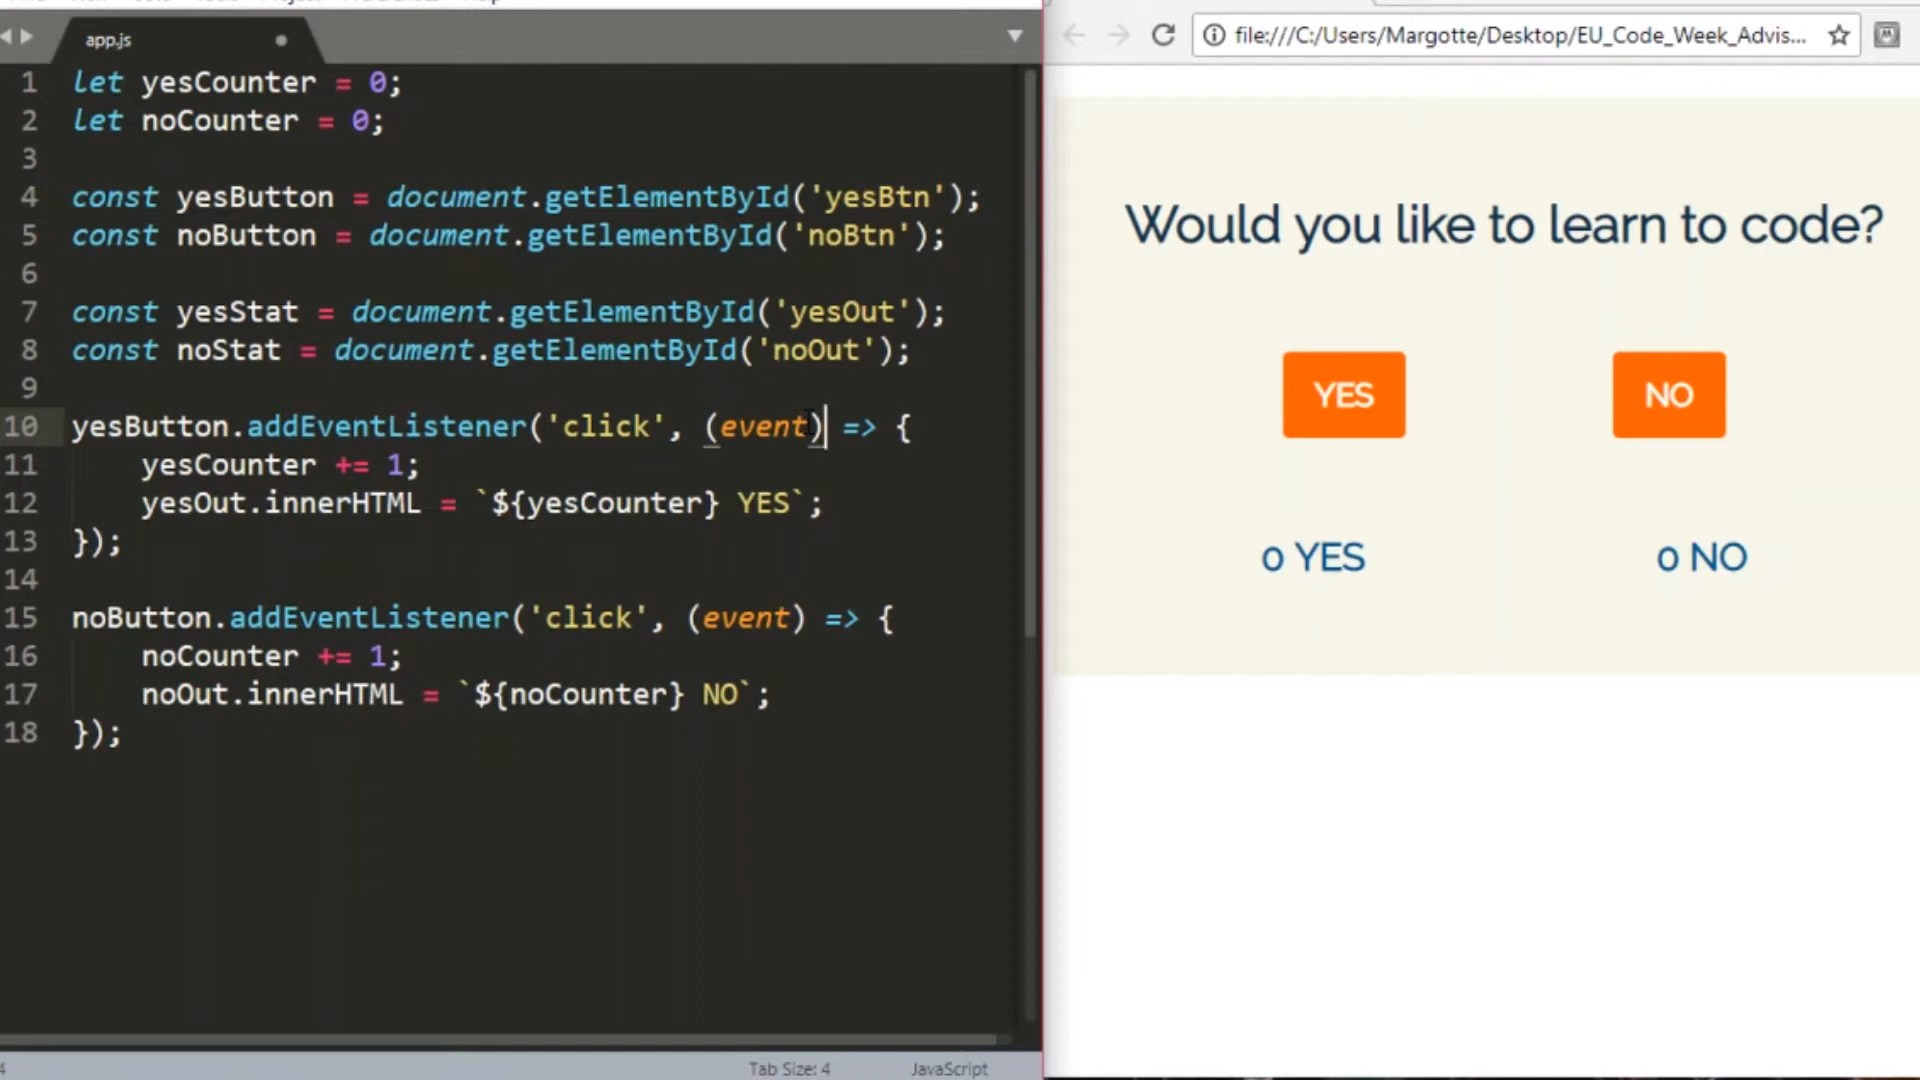 app.js
1 let yesCounter = 0;
2 let noCounter = 0;
3
4 const yesButton = document.getElementById('yesBtn');
5 const noButton = document.getElementById('noBtn');
6
7 const yesStat = document.getElementById('yesOut');
8 const noStat = document.getElementById('noOut');
9
10 yesButton.addEventListener('click', (event) => {
11 yesCounter += 1;
12 yesOut.innerHTML = `${yesCounter} YES`;
13 });
14
15 noButton.addEventListener('click', (event) => {
16 noCounter += 1;
17 noOut.innerHTML = `${noCounter} NO`;
18 });
Tab Size: 4 JavaScript
file:///C:/Users/Margotte/Desktop/EU_Code_Week_Advis...
Would you like to learn to code?
YES NO
0 YES 0 NO